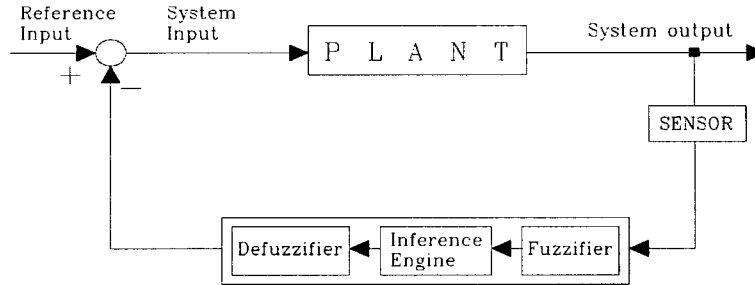 Reference
Input
System
Input
P L A N T
System output
+
−
SENSOR
Defuzzifier
Inference
Engine
Fuzzifier